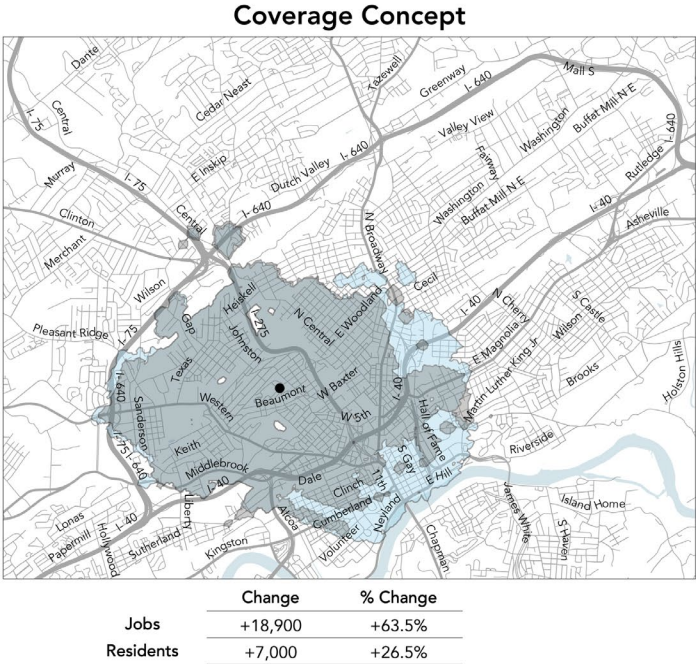 Coverage Concept
Dante
Tazewell
Greenway
I-640
Mall S
I-75
Central
Cedar Neast
Valley View
Washington
Buffat Mill N E
I-640
E Inskip
I-640
Fairway
Rutledge
Murray
I-75
Dutch Valley
Washington
Buffat Mill N E
I-40
Clinton
Central
I-640
N Broadway
Asheville
Merchant
Wilson
Cecil
Heiskell
E Woodland
I-40
N Cherry
S Castle
Pleasant Ridge
I-75
Gap
I-275
N Central
E Magnolia
Wilson
Johnston
Martin Luther King Jr
Texas
Brooks
Holston Hills
I-640
Beaumont
W Baxter
I-40
Sanderson
Western
W 5th
Hall of Fame
Riverside
I-75
I-640
Keith
Middlebrook
S Gay
E Hill
I-40
Dale
Clinch
11th
Liberty
Cumberland
Neyland
James White
Island Home
Lonas
I-40
Alcoa
Papermill
Hollywood
Sutherland
Kingston
Volunteer
Chapman
S Haven
Change % Change
Jobs +18,900 +63.5%
Residents +7,000 +26.5%